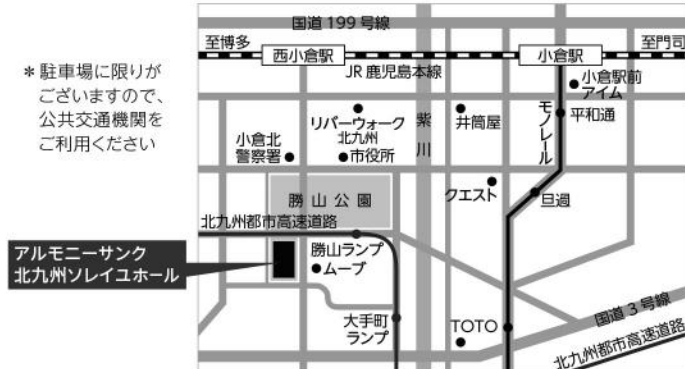 国道199号線
至博多
西小倉駅
小倉駅
至門司
JR鹿児島本線
＊駐車場に限りが
ございますので、
公共交通機関を
ご利用ください
小倉駅前
アイム
モノレール
平和通
リバーウォーク
北九州
紫川
井筒屋
小倉北
警察署
市役所
クエスト
旦過
勝山公園
北九州都市高速道路
アルモニーサンク
北九州ソレイユホール
勝山ランプ
ムーブ
大手町
ランプ
TOTO
国道3号線
北九州都市高速道路